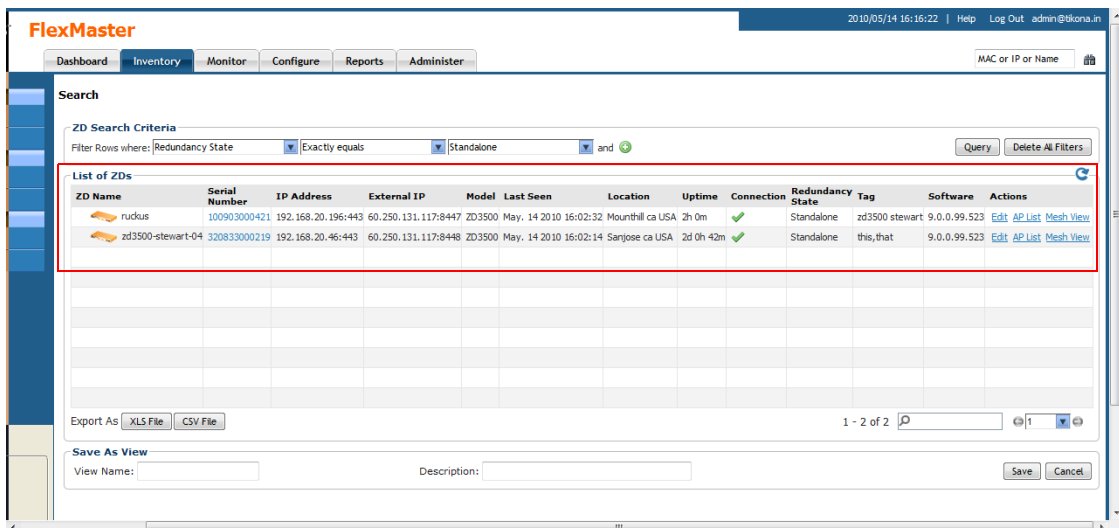 2010/05/14 16:16:22 | Help Log Out admin@tikona.in
FlexMaster
Dashboard Inventory Monitor Configure Reports Administer MAC or IP or Name
Search
ZD Search Criteria
Filter Rows where: Redundancy State Exactly equals Standalone and Query Delete All Filters
List of ZDs
ZD Name Serial Number IP Address External IP Model Last Seen Location Uptime Connection Redundancy State Tag Software Actions
ruckus 100903000421 192.168.20.196:443 60.250.131.117:8447 ZD3500 May. 14 2010 16:02:32 Mounthill ca USA 2h 0m Standalone zd3500 stewart 9.0.0.99.523 Edit AP List Mesh View
zd3500-stewart-04 320833000219 192.168.20.46:443 60.250.131.117:8448 ZD3500 May. 14 2010 16:02:14 Sanjose ca USA 2d 0h 42m Standalone this,that 9.0.0.99.523 Edit AP List Mesh View
Export As XLS File CSV File 1 - 2 of 2 1
Save As View
View Name: Description: Save Cancel